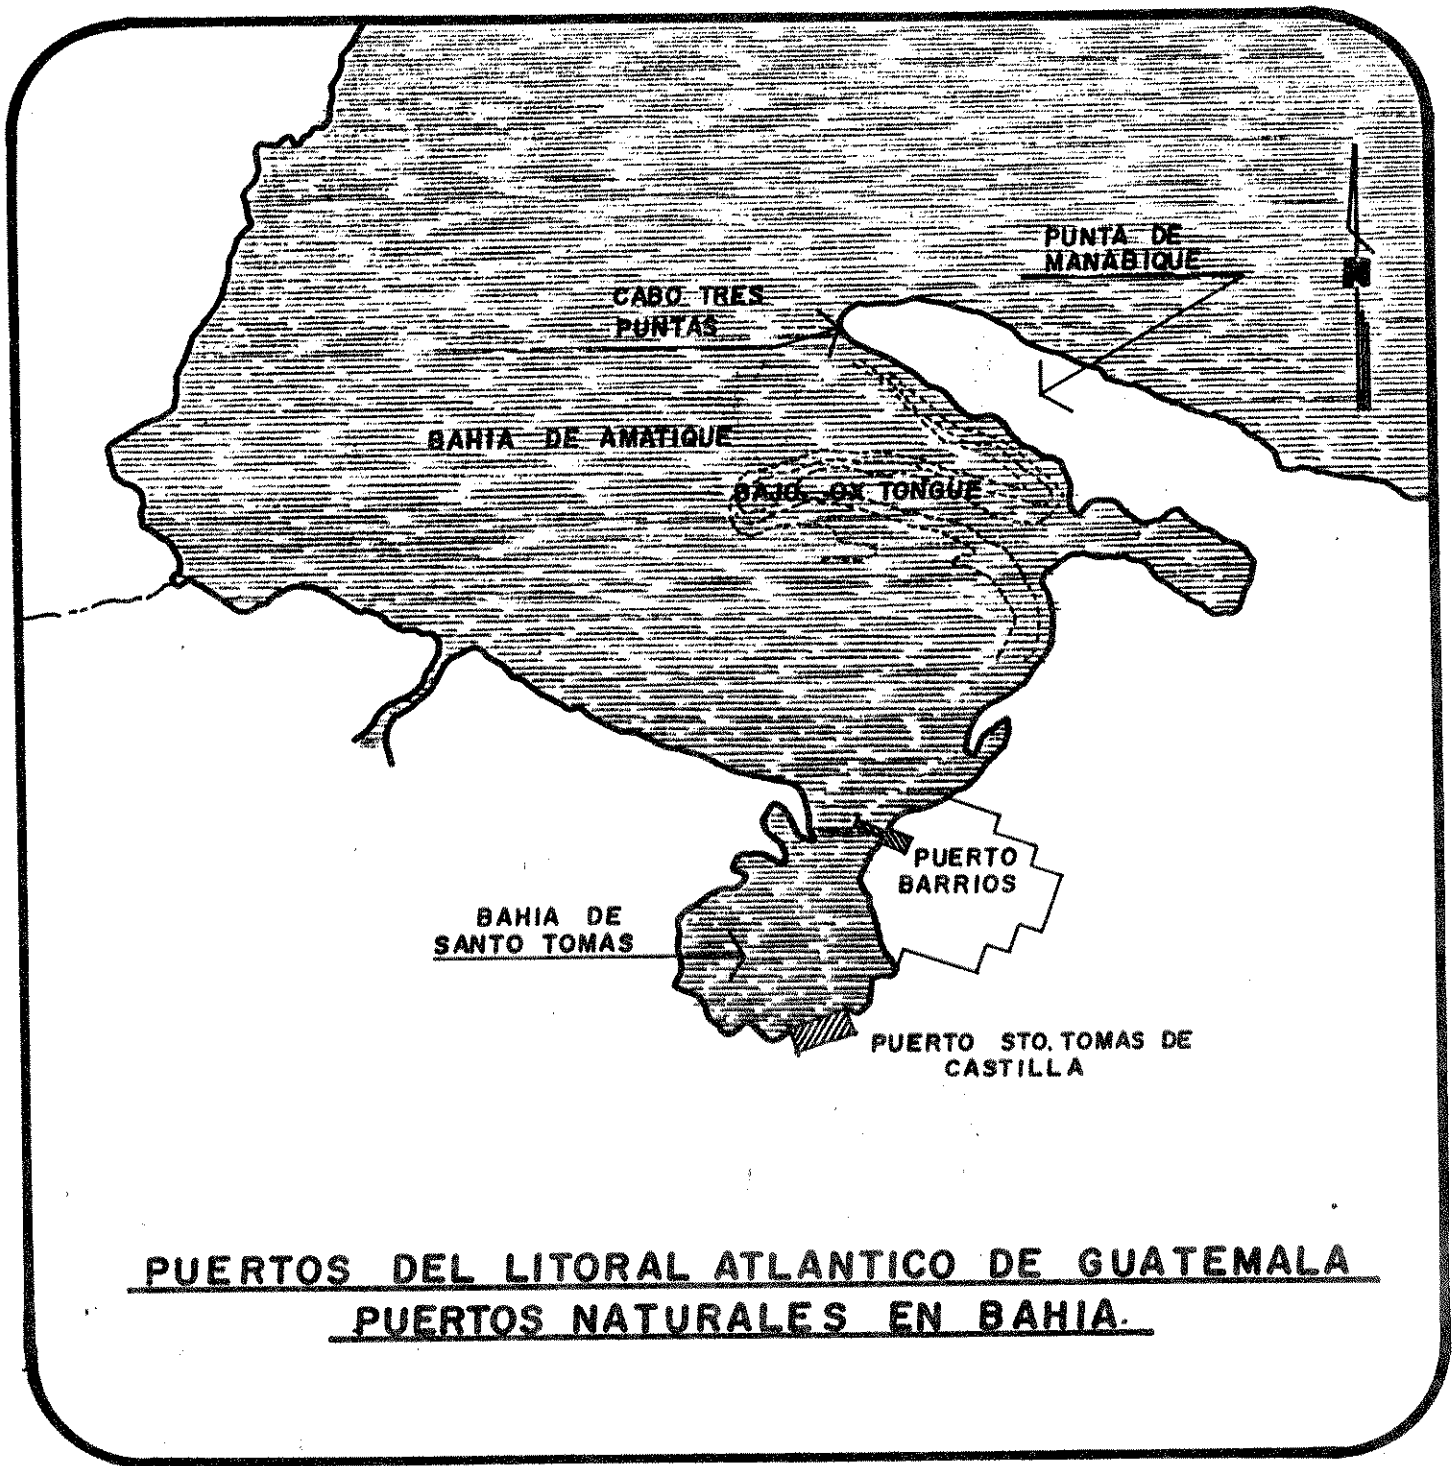 PUNTA DE
MANABIQUE
N
CABO TRES
PUNTAS
BAHIA DE AMATIQUE
BAJO OX TONGUE
PUERTO
BARRIOS
BAHIA DE
SANTO TOMAS
PUERTO STO. TOMAS DE
CASTILLA
PUERTOS DEL LITORAL ATLANTICO DE GUATEMALA
PUERTOS NATURALES EN BAHIA.